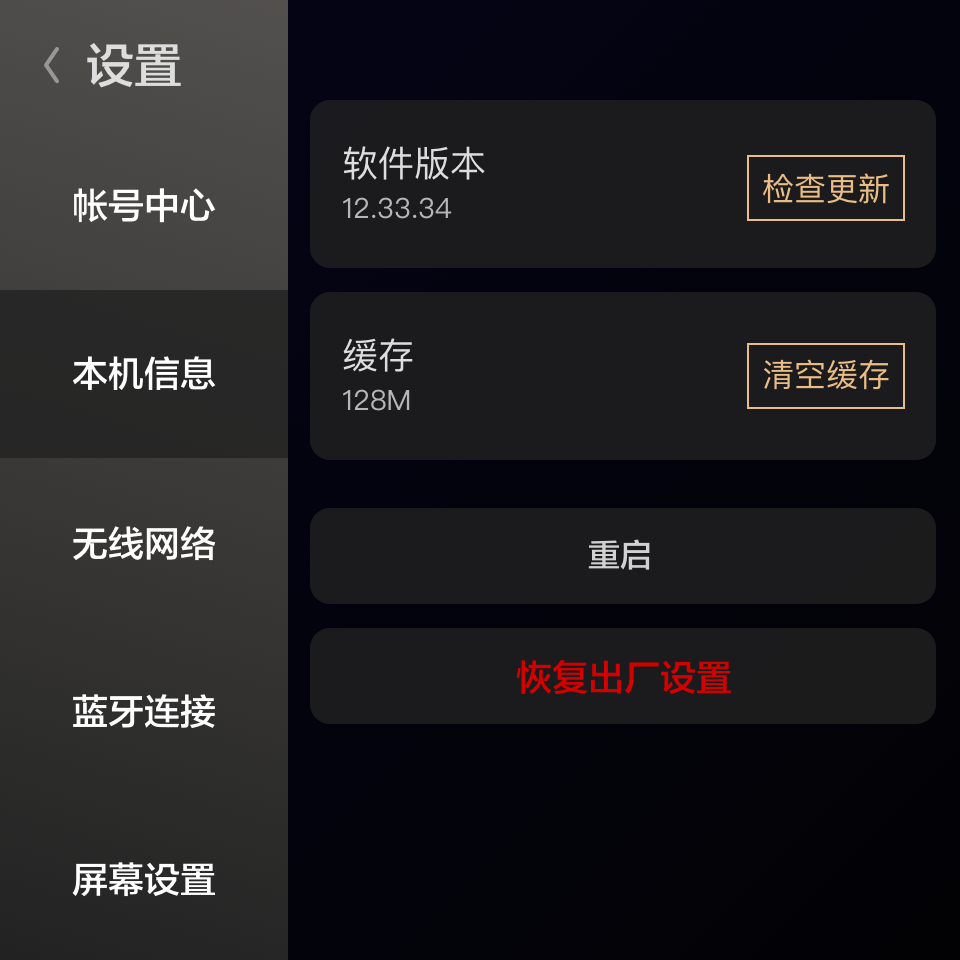 设置
帐号中心
本机信息
无线网络
蓝牙连接
屏幕设置
软件版本
12.33.34
检查更新
缓存
128M
清空缓存
重启
恢复出厂设置